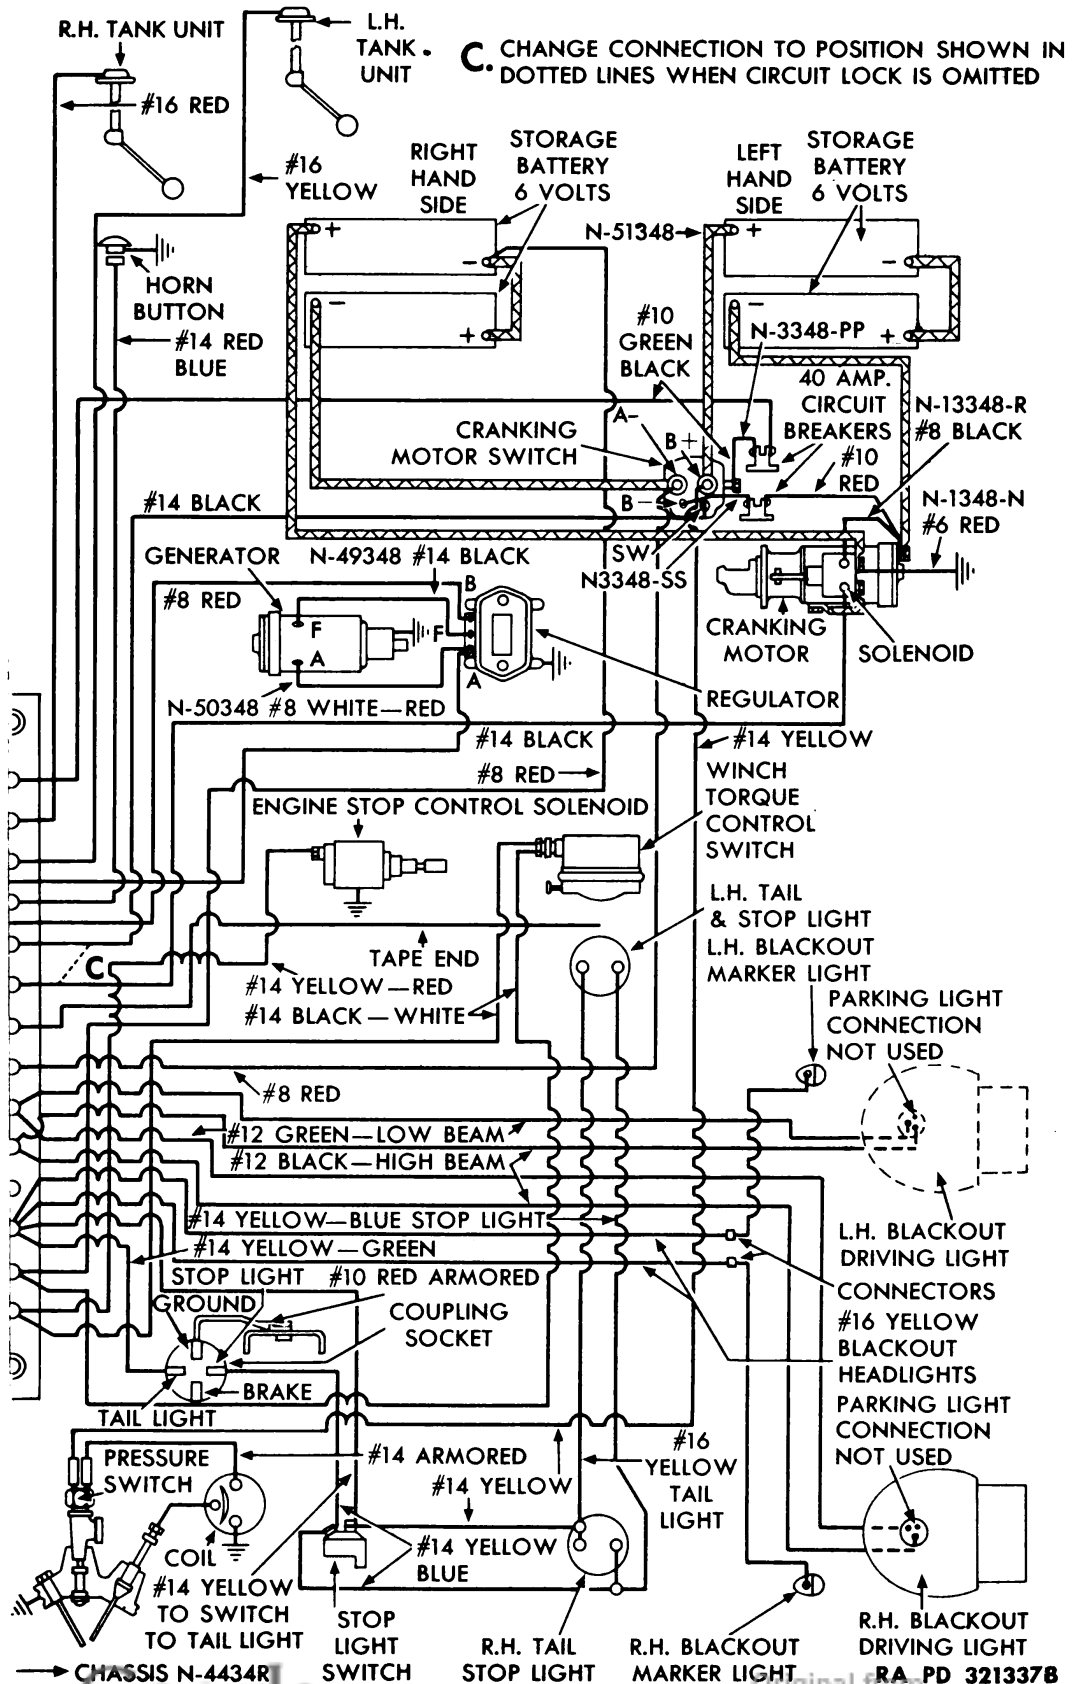 R.H. TANK UNIT
L.H.
TANK
UNIT
C. CHANGE CONNECTION TO POSITION SHOWN IN
DOTTED LINES WHEN CIRCUIT LOCK IS OMITTED
#16 RED
#16
YELLOW
RIGHT
HAND
SIDE
STORAGE
BATTERY
6 VOLTS
LEFT
HAND
SIDE
STORAGE
BATTERY
6 VOLTS
N-51348
+
-
-
+
+
-
-
+
HORN
BUTTON
#14 RED
BLUE
#10
GREEN
BLACK
N-3348-PP
40 AMP.
CIRCUIT
BREAKERS
N-13348-R
#8 BLACK
A-
B+
B-
CRANKING
MOTOR SWITCH
#10
RED
#14 BLACK
N-1348-N
#6 RED
SW
N3348-SS
GENERATOR
N-49348 #14 BLACK
#8 RED
B
F
F
A
A
CRANKING
MOTOR
SOLENOID
N-50348 #8 WHITE-RED
REGULATOR
#14 BLACK
#14 YELLOW
#8 RED
WINCH
TORQUE
CONTROL
SWITCH
ENGINE STOP CONTROL SOLENOID
L.H. TAIL
& STOP LIGHT
L.H. BLACKOUT
MARKER LIGHT
TAPE END
C
#14 YELLOW-RED
#14 BLACK-WHITE
PARKING LIGHT
CONNECTION
NOT USED
#8 RED
#12 GREEN-LOW BEAM
#12 BLACK-HIGH BEAM
#14 YELLOW-BLUE STOP LIGHT
#14 YELLOW-GREEN
L.H. BLACKOUT
DRIVING LIGHT
STOP LIGHT
#10 RED ARMORED
CONNECTORS
GROUND
COUPLING
SOCKET
#16 YELLOW
BLACKOUT
HEADLIGHTS
BRAKE
TAIL LIGHT
PARKING LIGHT
CONNECTION
NOT USED
PRESSURE
SWITCH
#14 ARMORED
#14 YELLOW
#16
YELLOW
TAIL
LIGHT
COIL
#14 YELLOW
BLUE
#14 YELLOW
TO SWITCH
TO TAIL LIGHT
STOP
LIGHT
SWITCH
R.H. TAIL
STOP LIGHT
R.H. BLACKOUT
MARKER LIGHT
R.H. BLACKOUT
DRIVING LIGHT
CHASSIS N-4434R
RA PD 321337B